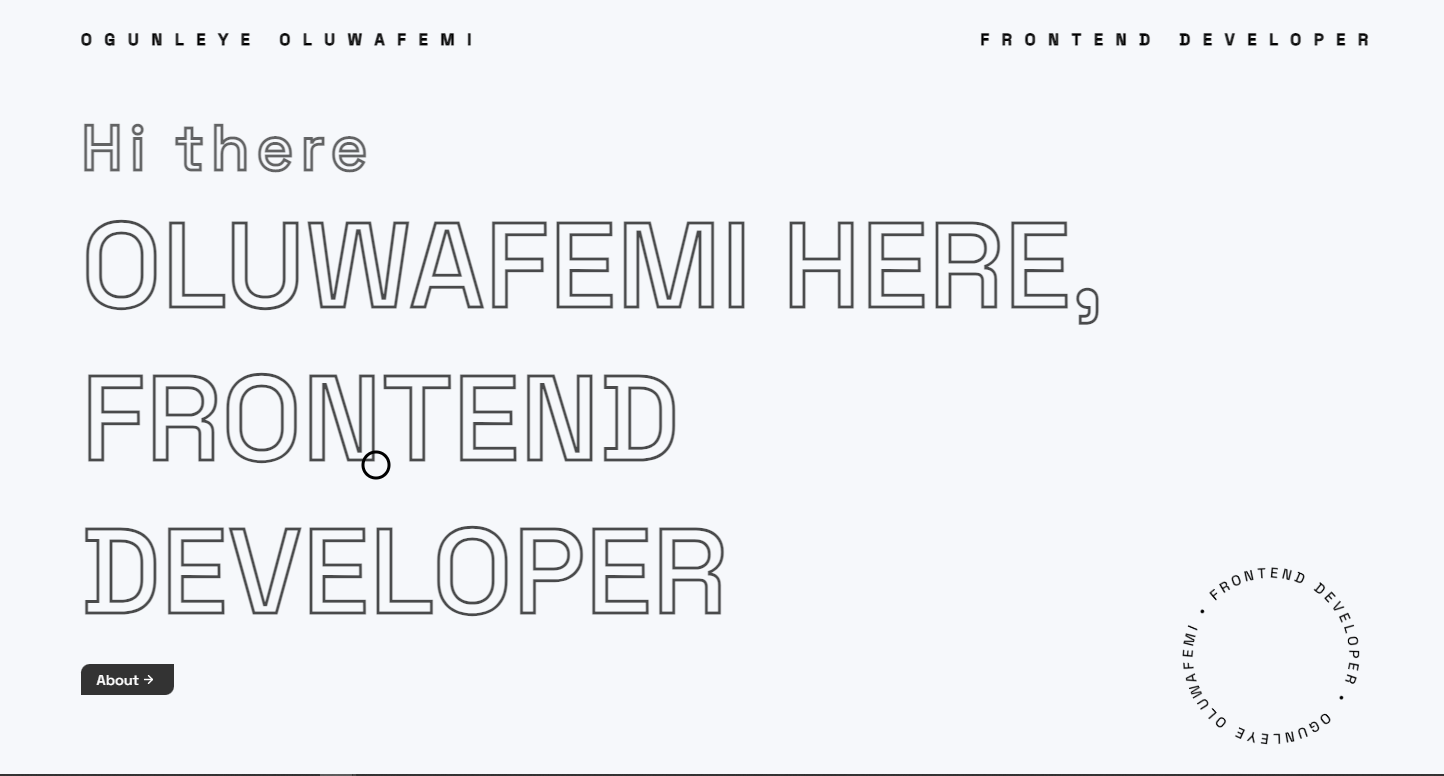 OGUNLEYE OLUWAFEMI
FRONTEND DEVELOPER
Hi there
OLUWAFEMI HERE,
FRONTEND
DEVELOPER
About →
• FRONTEND DEVELOPER • OGUNLEYE OLUWAFEMI